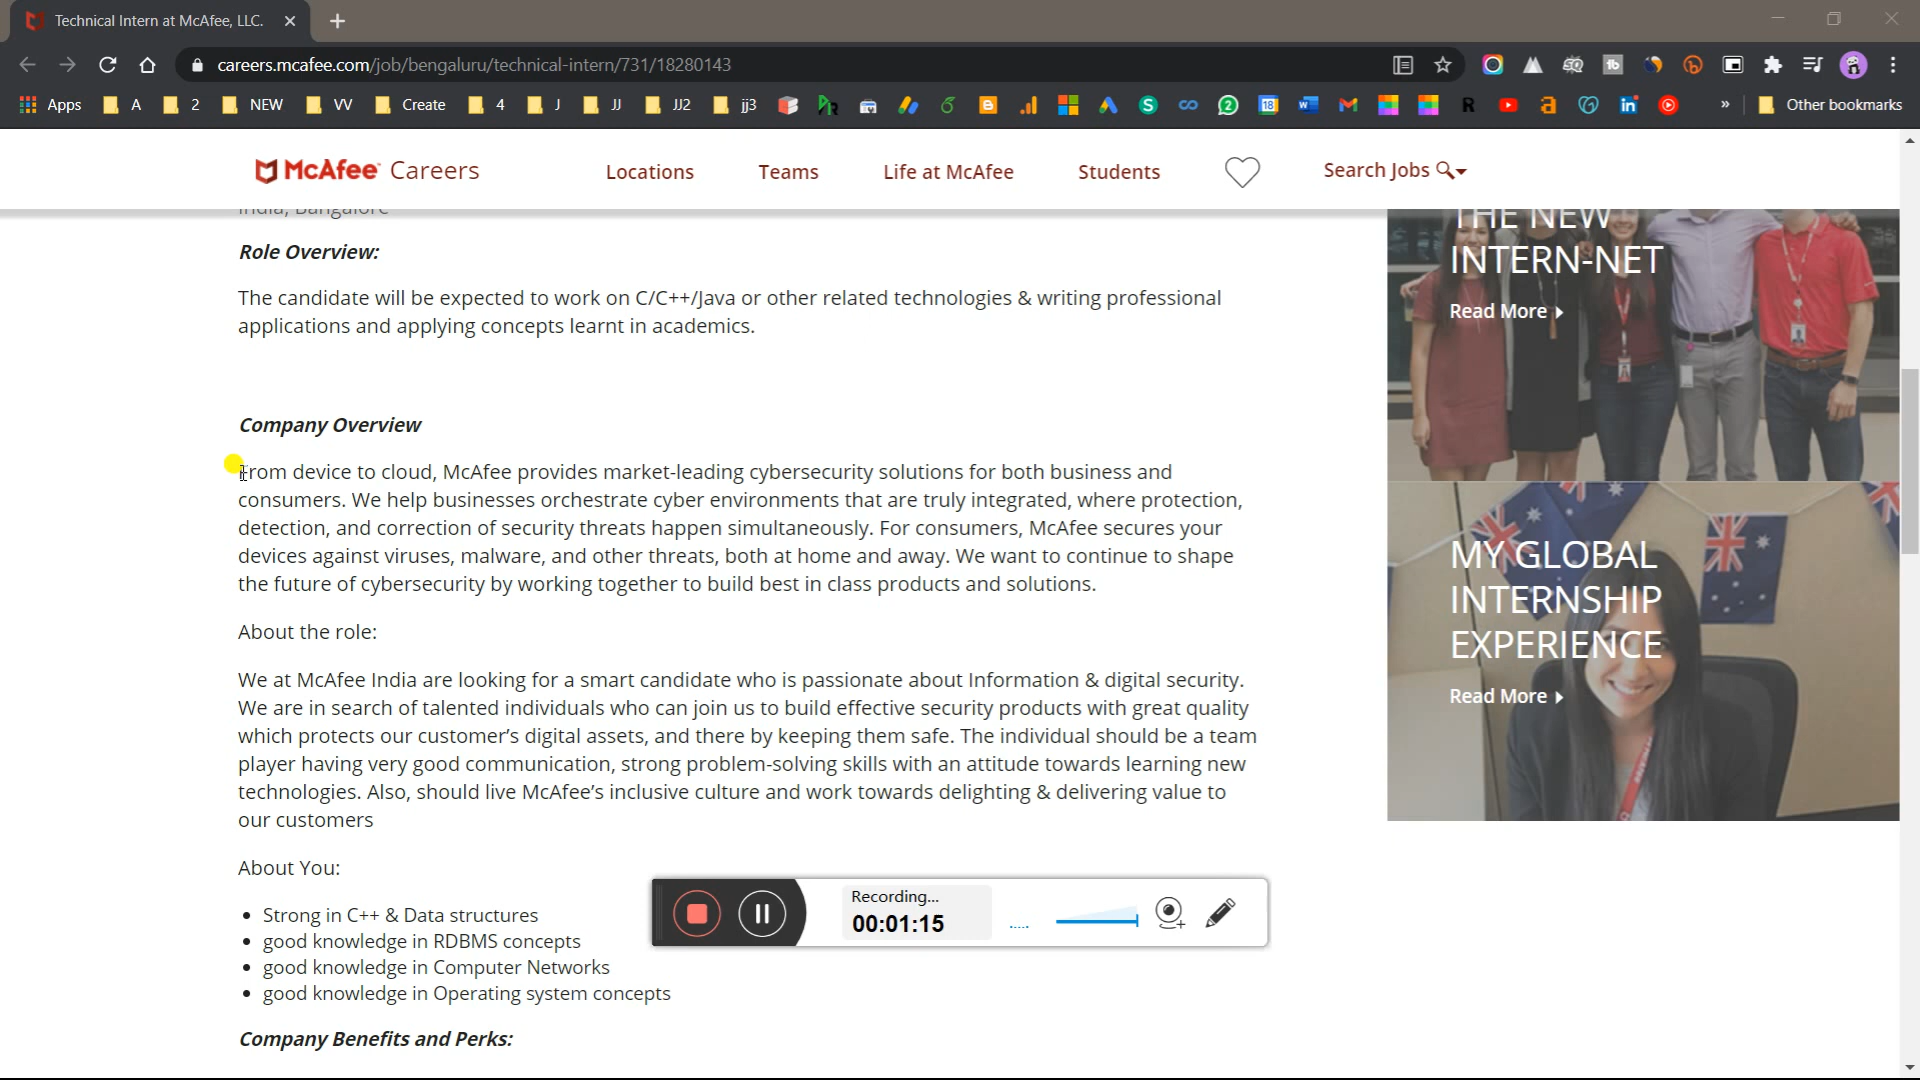 Technical Intern at McAfee, LLC.
careers.mcafee.com/job/bengaluru/technical-intern/731/18280143
Apps A 2 NEW VV Create 4 J JJ JJ2 jj3 » Other bookmarks
McAfee Careers Locations Teams Life at McAfee Students Search Jobs
India, Bangalore
Role Overview:
The candidate will be expected to work on C/C++/Java or other related technologies & writing professional
applications and applying concepts learnt in academics.
Company Overview
From device to cloud, McAfee provides market-leading cybersecurity solutions for both business and
consumers. We help businesses orchestrate cyber environments that are truly integrated, where protection,
detection, and correction of security threats happen simultaneously. For consumers, McAfee secures your
devices against viruses, malware, and other threats, both at home and away. We want to continue to shape
the future of cybersecurity by working together to build best in class products and solutions.
About the role:
We at McAfee India are looking for a smart candidate who is passionate about Information & digital security.
We are in search of talented individuals who can join us to build effective security products with great quality
which protects our customer's digital assets, and there by keeping them safe. The individual should be a team
player having very good communication, strong problem-solving skills with an attitude towards learning new
technologies. Also, should live McAfee's inclusive culture and work towards delighting & delivering value to
our customers
About You:
• Strong in C++ & Data structures
• good knowledge in RDBMS concepts
• good knowledge in Computer Networks
• good knowledge in Operating system concepts
Company Benefits and Perks:
THE NEW
INTERN-NET
Read More
MY GLOBAL
INTERNSHIP
EXPERIENCE
Read More
Recording...
00:01:15